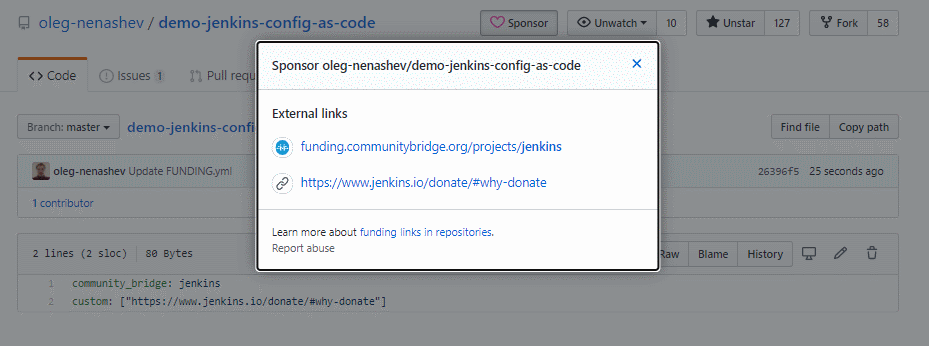 oleg-nenashev / demo-jenkins-config-as-code
Sponsor
Unwatch
10
Unstar
127
Fork
58
Sponsor oleg-nenashev/demo-jenkins-config-as-code
Code
Issues 1
Pull requ
External links
Branch: master
demo-jenkins-confi
Find file
Copy path
funding.communitybridge.org/projects/jenkins
oleg-nenashev Update FUNDING.yml
26396f5 25 seconds ago
https://www.jenkins.io/donate/#why-donate
1 contributor
Learn more about funding links in repositories.
Report abuse
2 lines (2 sloc)
80 Bytes
Raw
Blame
History
1 community_bridge: jenkins
2 custom: ["https://www.jenkins.io/donate/#why-donate"]